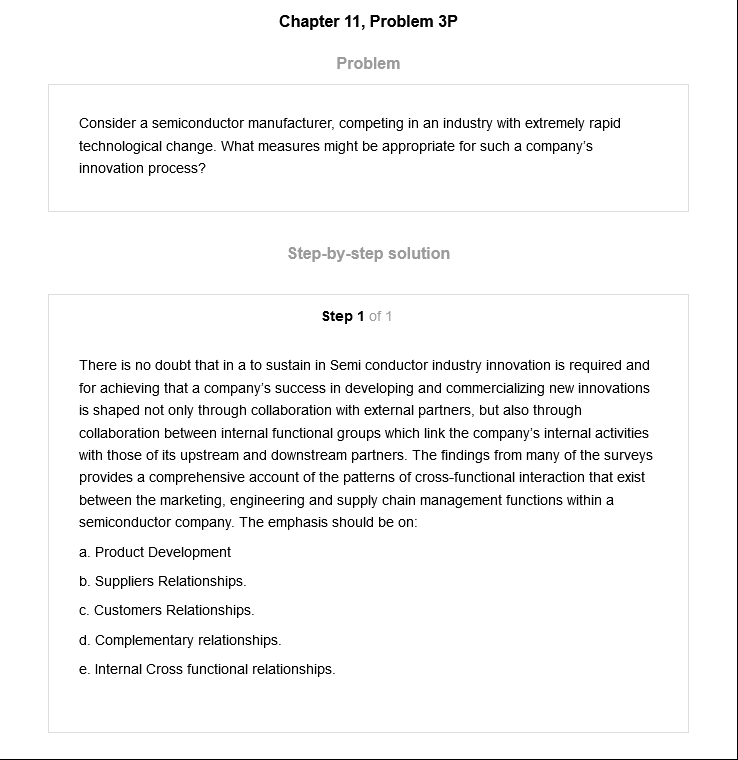 Chapter 11, Problem 3P
Problem
Consider a semiconductor manufacturer, competing in an industry with extremely rapid
technological change. What measures might be appropriate for such a company's
innovation process?
Step-by-step solution
Step 1 of 1
There is no doubt that in a to sustain in Semi conductor industry innovation is required and
for achieving that a company's success in developing and commercializing new innovations
is shaped not only through collaboration with external partners, but also through
collaboration between internal functional groups which link the company's internal activities
with those of its upstream and downstream partners. The findings from many of the surveys
provides a comprehensive account of the patterns of cross-functional interaction that exist
between the marketing, engineering and supply chain management functions within a
semiconductor company. The emphasis should be on:
a. Product Development
b. Suppliers Relationships.
c. Customers Relationships.
d. Complementary relationships.
e. Internal Cross functional relationships.